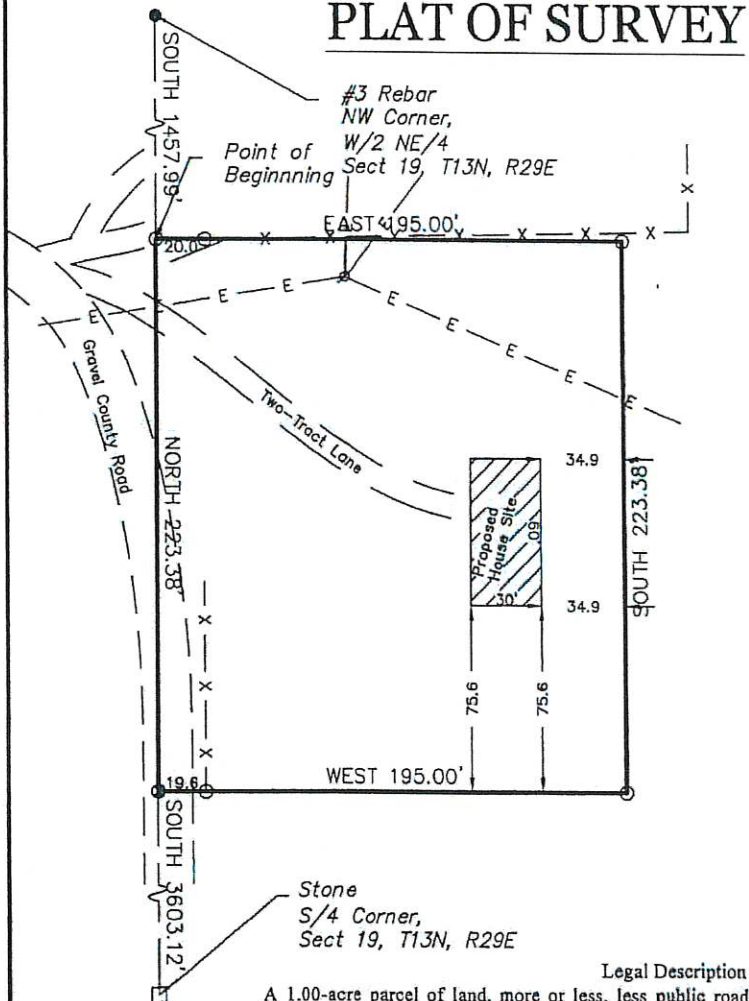 PLAT OF SURVEY
SOUTH 1457.99'
#3 Rebar
NW Corner,
W/2 NE/4
Sect 19, T13N, R29E
Point of
Beginnning
X
EAST 195.00'
20.0
X
X
X
X
X
X
X
E
E
E
E
E
E
E
E
Gravel County Road
Two-Tract Lane
NORTH 223.38'
34.9
SOUTH 223.38'
Proposed
House Site
60'
30'
34.9
X
X
X
75.6
75.6
19.6
WEST 195.00'
SOUTH 3603.12'
Stone
S/4 Corner,
Sect 19, T13N, R29E
Legal Description
A 1.00-acre parcel of land, more or less, less public road